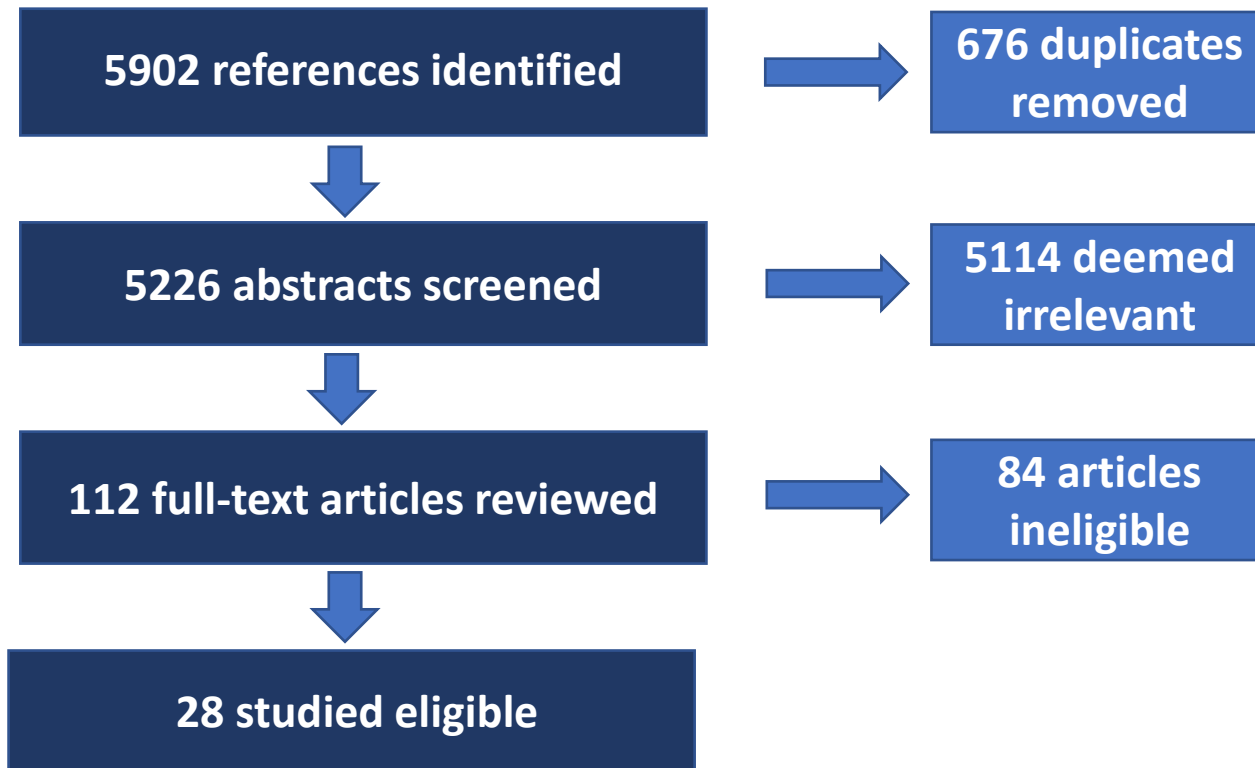 5902 references identified
676 duplicates
removed
5226 abstracts screened
5114 deemed
irrelevant
112 full-text articles reviewed
84 articles
ineligible
28 studied eligible